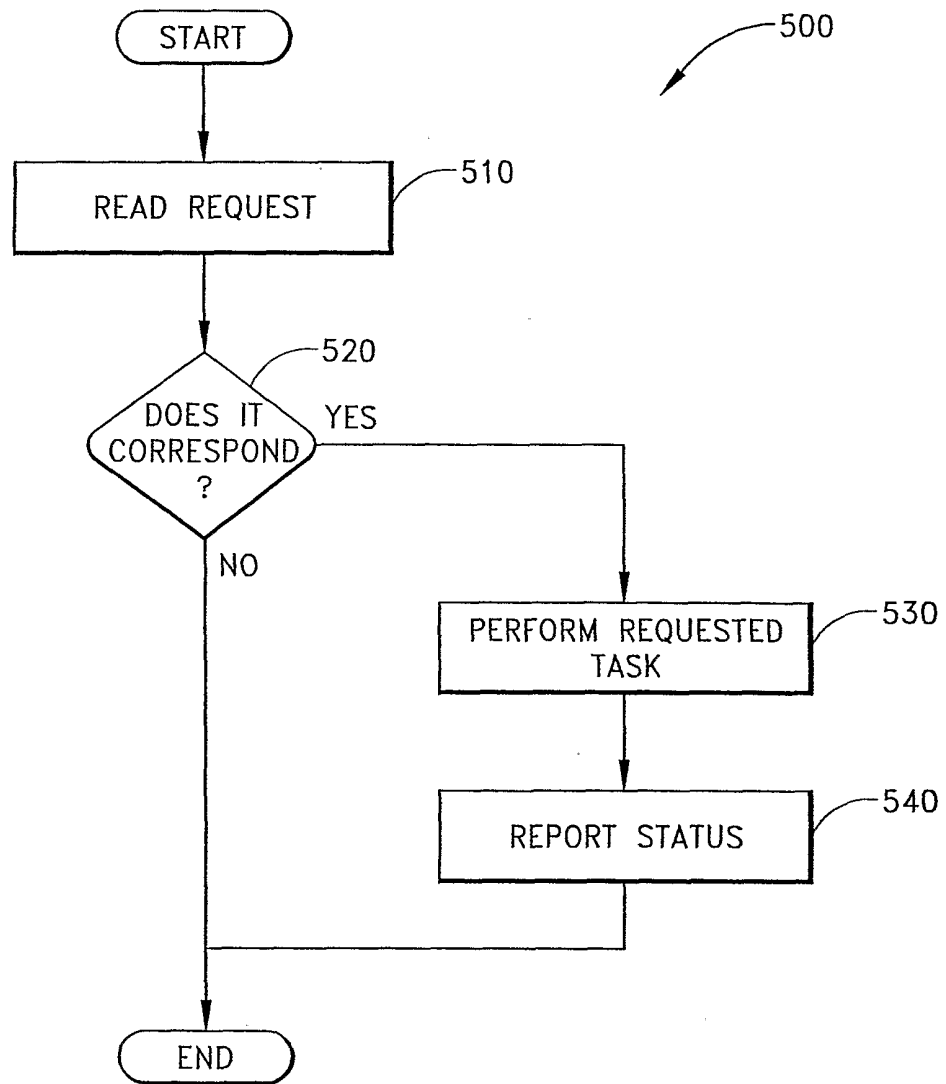 START
500
READ REQUEST
510
520
DOES IT
CORRESPOND
?
YES
NO
PERFORM REQUESTED
TASK
530
REPORT STATUS
540
END